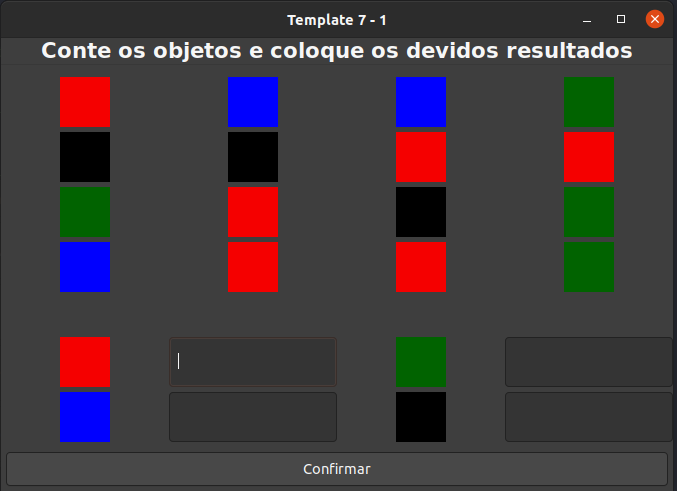 Template 7 - 1
Conte os objetos e coloque os devidos resultados
Confirmar